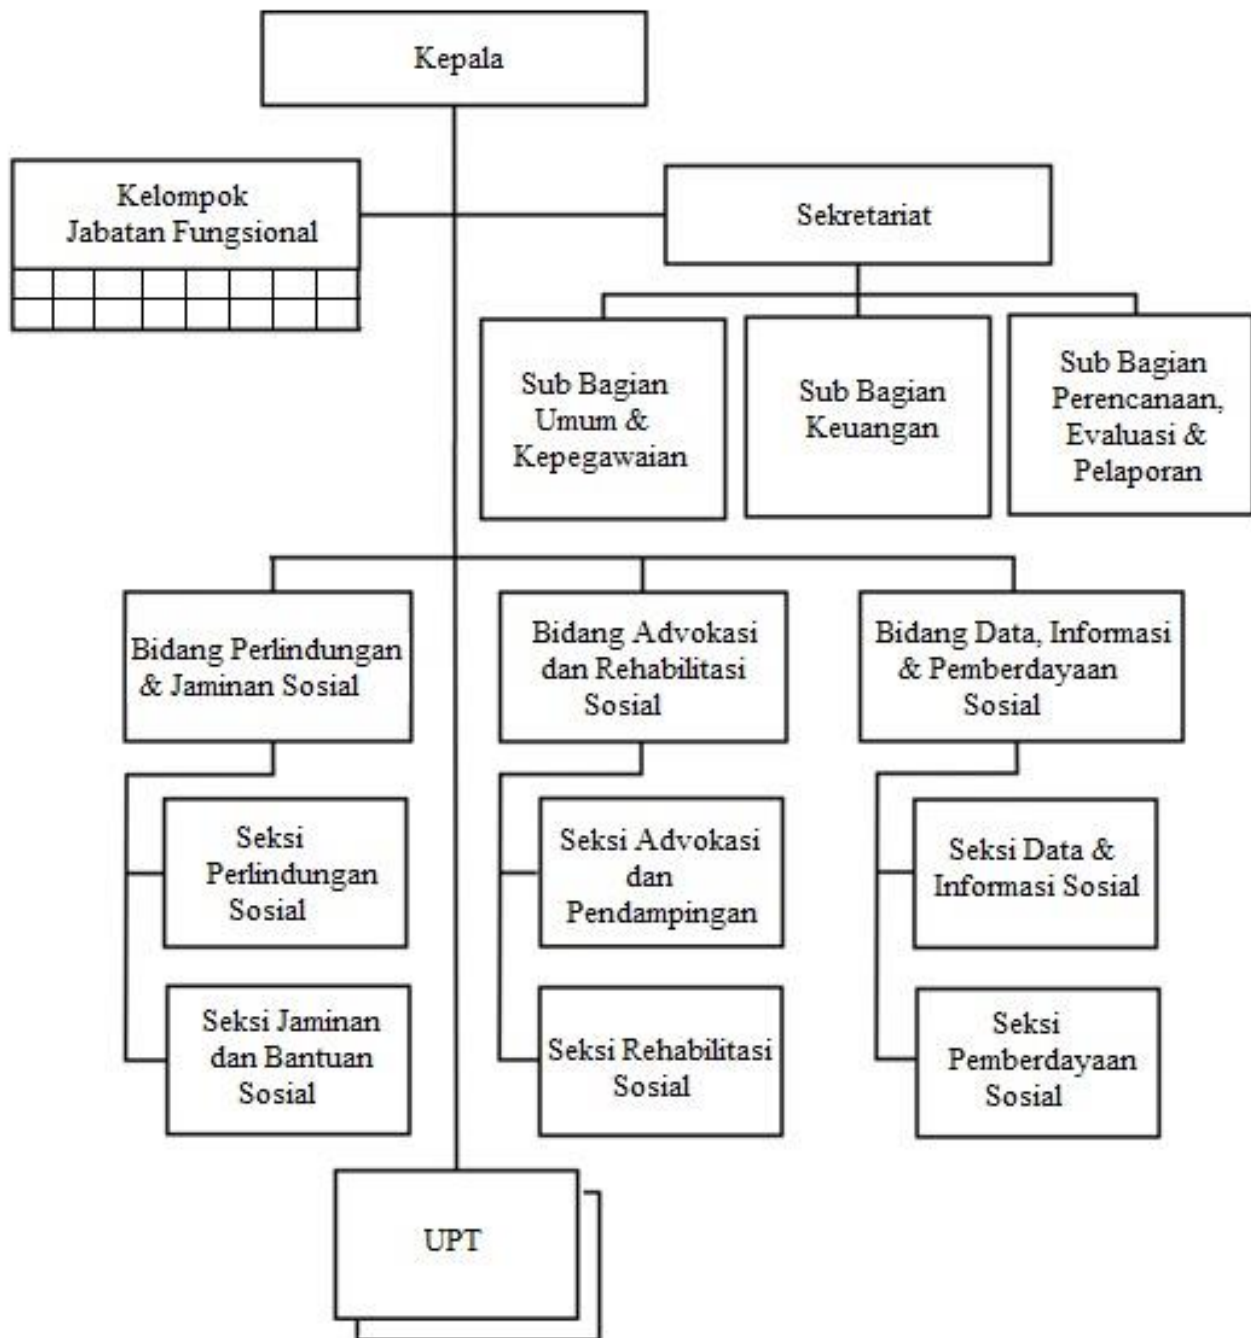 Kepala
Kelompok
Jabatan Fungsional
Sekretariat
Sub Bagian
Umum &
Kepegawaian
Sub Bagian
Keuangan
Sub Bagian
Perencanaan,
Evaluasi &
Pelaporan
Bidang Perlindungan
& Jaminan Sosial
Bidang Advokasi
dan Rehabilitasi
Sosial
Bidang Data, Informasi
& Pemberdayaan
Sosial
Seksi
Perlindungan
Sosial
Seksi Advokasi
dan
Pendampingan
Seksi Data &
Informasi Sosial
Seksi Jaminan
dan Bantuan
Sosial
Seksi Rehabilitasi
Sosial
Seksi
Pemberdayaan
Sosial
UPT